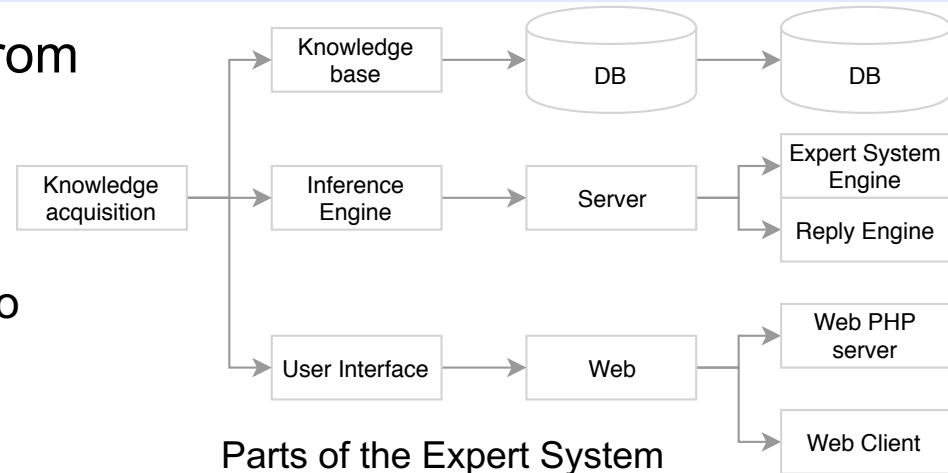 rom
Knowledge
base
DB
DB
Knowledge
acquisition
Inference
Engine
Server
Expert System
Engine
Reply Engine
o
User Interface
Web
Web PHP
server
Web Client
Parts of the Expert System